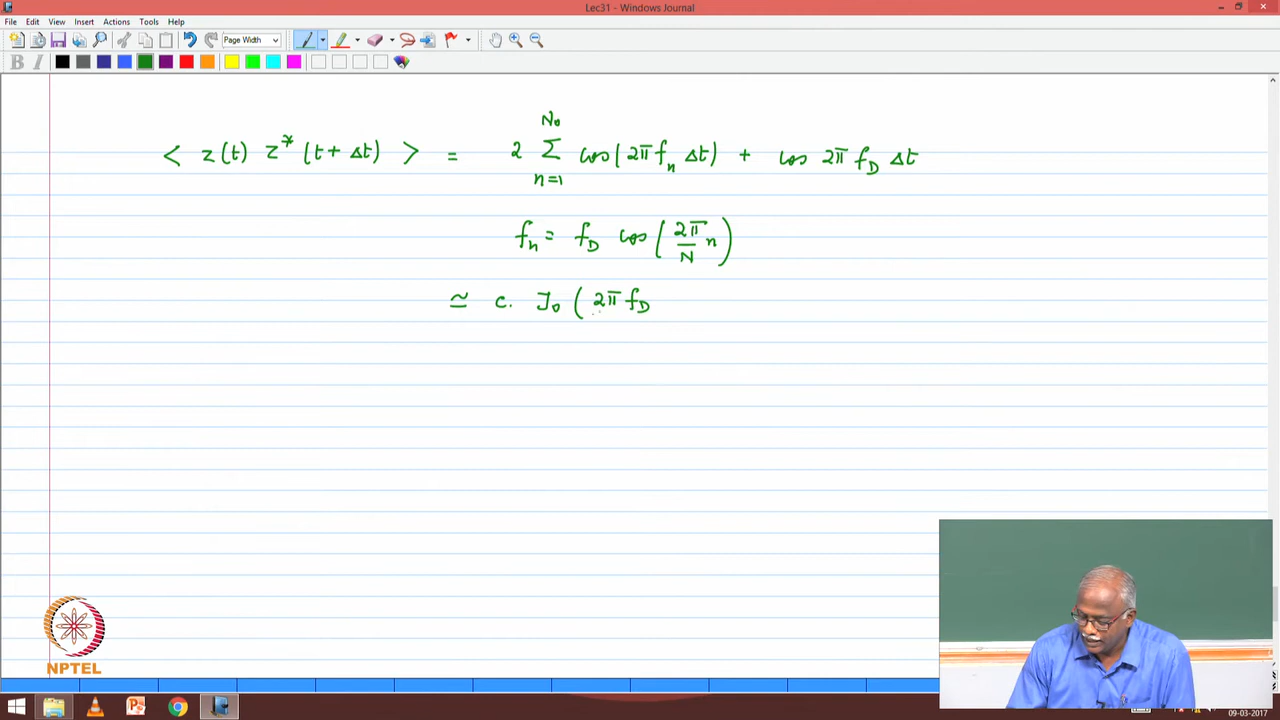 Lec31 - Windows Journal
File Edit View Insert Actions Tools Help
Page Width
B I
< z(t) z*(t + Δt) > = 2 Σ_{n=1}^{N₀} cos(2π f_n Δt) + cos 2π f_D Δt
f_n = f_D cos(2π/N n)
≅ c. J₀ (2π f_D
NPTEL
09-03-2017